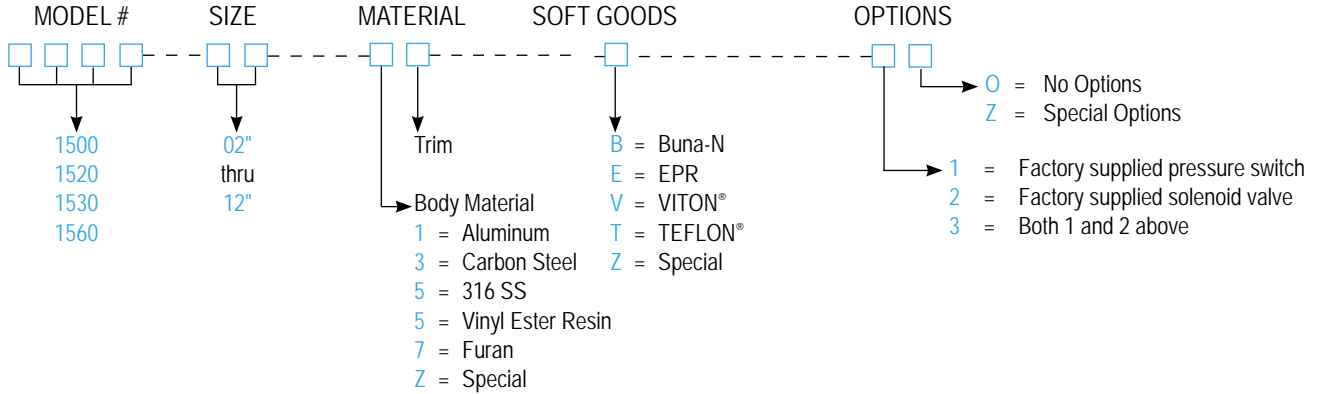 MODEL # SIZE MATERIAL SOFT GOODS OPTIONS
1500
1520
1530
1560
02"
thru
12"
Trim
Body Material
1 = Aluminum
3 = Carbon Steel
5 = 316 SS
5 = Vinyl Ester Resin
7 = Furan
Z = Special
B = Buna-N
E = EPR
V = VITON®
T = TEFLON®
Z = Special
O = No Options
Z = Special Options
1 = Factory supplied pressure switch
2 = Factory supplied solenoid valve
3 = Both 1 and 2 above